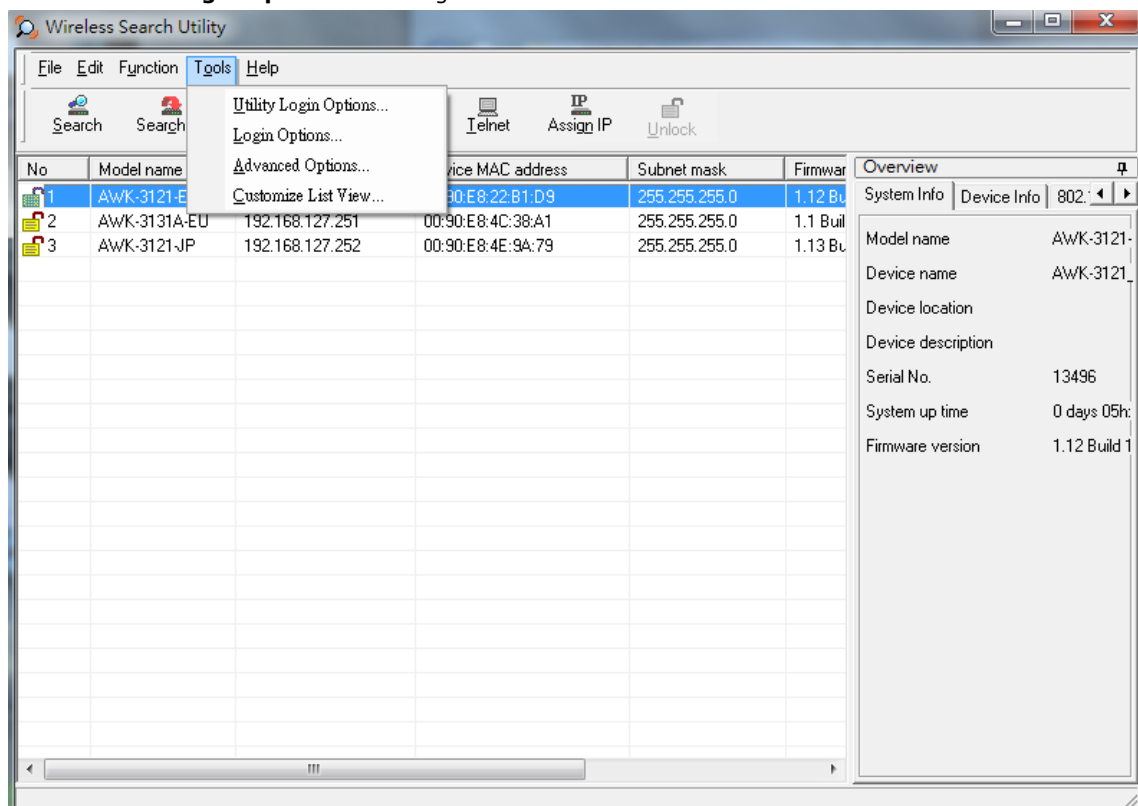 Wireless Search Utility
File Edit Function Tools Help
Search Search Telnet Assign IP Unlock
Utility Login Options...
Login Options...
Advanced Options...
Customize List View...
No Model name vice MAC address Subnet mask Firmwar
1 AWK-3121-E 90:E8:22:B1:D9 255.255.255.0 1.12 Bu
2 AWK-3131A-EU 192.168.127.251 00:90:E8:4C:38:A1 255.255.255.0 1.1 Buil
3 AWK-3121-JP 192.168.127.252 00:90:E8:4E:9A:79 255.255.255.0 1.13 Bu
Overview
System Info Device Info 802.
Model name AWK-3121-
Device name AWK-3121_
Device location
Device description
Serial No. 13496
System up time 0 days 05h:
Firmware version 1.12 Build 1